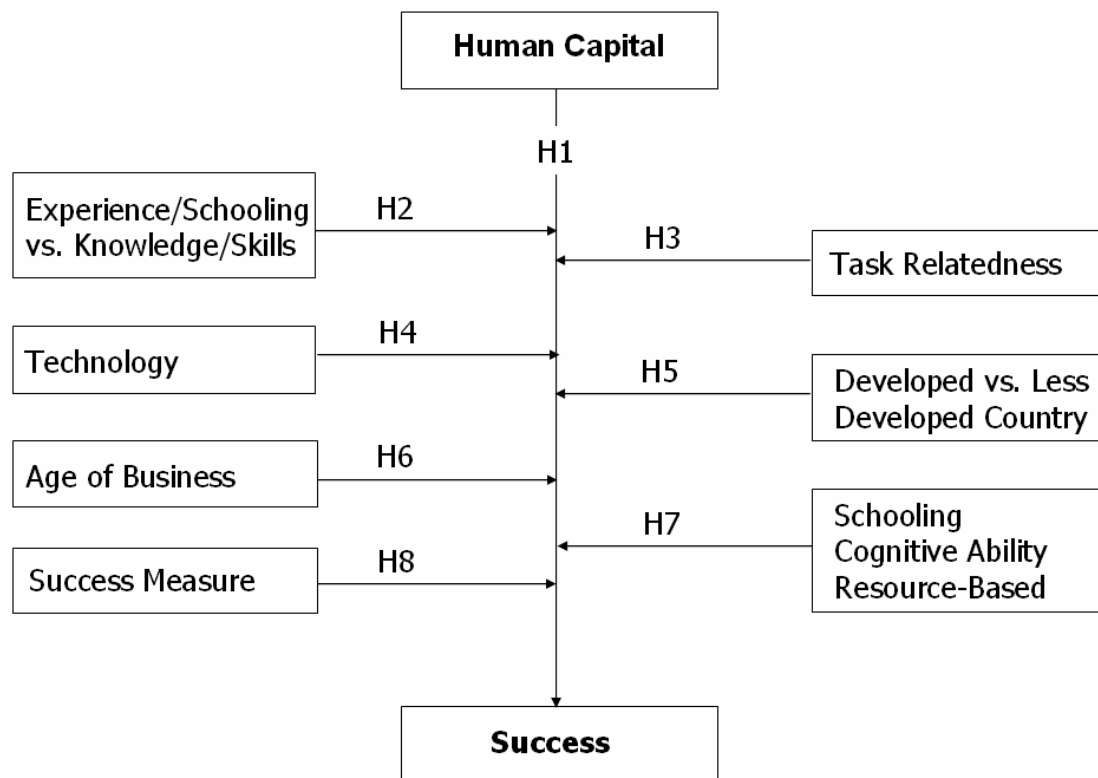 Human Capital
H1
Experience/Schooling
vs. Knowledge/Skills
H2
H3
Task Relatedness
Technology
H4
H5
Developed vs. Less
Developed Country
Age of Business
H6
H7
Schooling
Cognitive Ability
Resource-Based
Success Measure
H8
Success